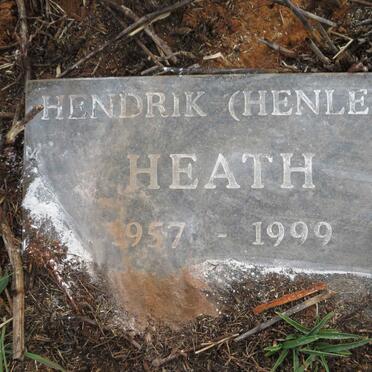 HENDRIK (HENLE
HEATH
1957 - 1999